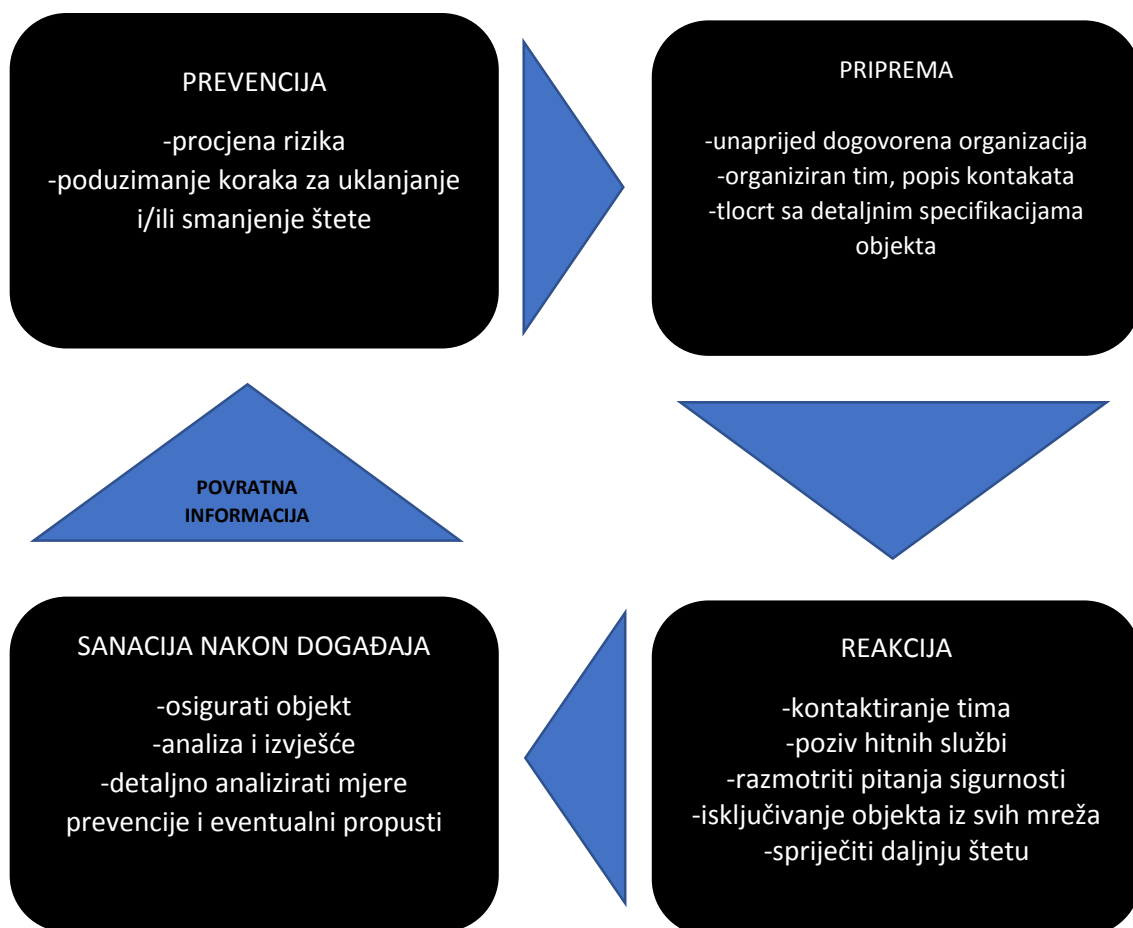 PREVENCIJA
-procjena rizika
-poduzimanje koraka za uklanjanje
i/ili smanjenje štete
PRIPREMA
-unaprijed dogovorena organizacija
-organiziran tim, popis kontakata
-tlocrt sa detaljnim specifikacijama
objekta
POVRATNA
INFORMACIJA
SANACIJA NAKON DOGAĐAJA
-osigurati objekt
-analiza i izvješće
-detaljno analizirati mjere
prevencije i eventualni propusti
REAKCIJA
-kontaktiranje tima
-poziv hitnih službi
-razmotriti pitanja sigurnosti
-isključivanje objekta iz svih mreža
-spriječiti daljnju štetu